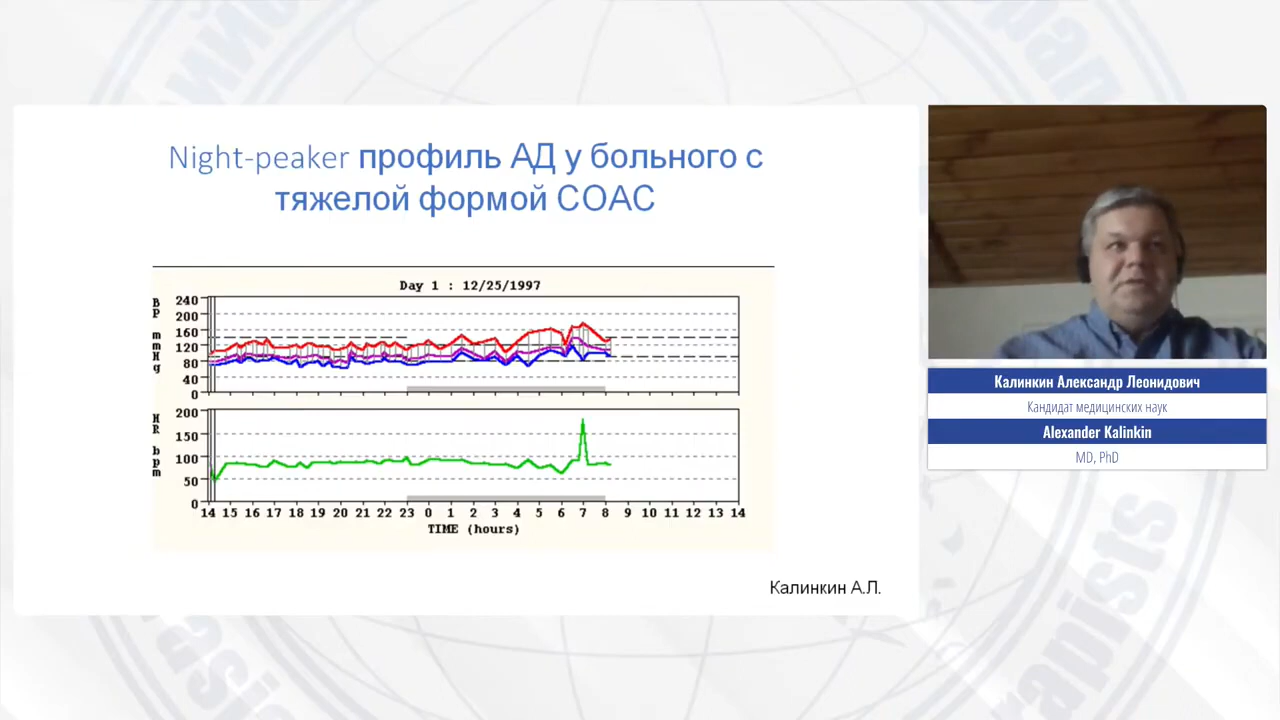 Night-peaker профиль АД у больного с
тяжелой формой СОАС
Day 1 : 12/25/1997
BP mmHg
240
200
160
120
80
40
0
HR bpm
200
150
100
50
0
14 15 16 17 18 19 20 21 22 23 0 1 2 3 4 5 6 7 8 9 10 11 12 13 14
TIME (hours)
Калинкин А.Л.
Калинкин Александр Леонидович
Кандидат медицинских наук
Alexander Kalinkin
MD, PhD
rapists